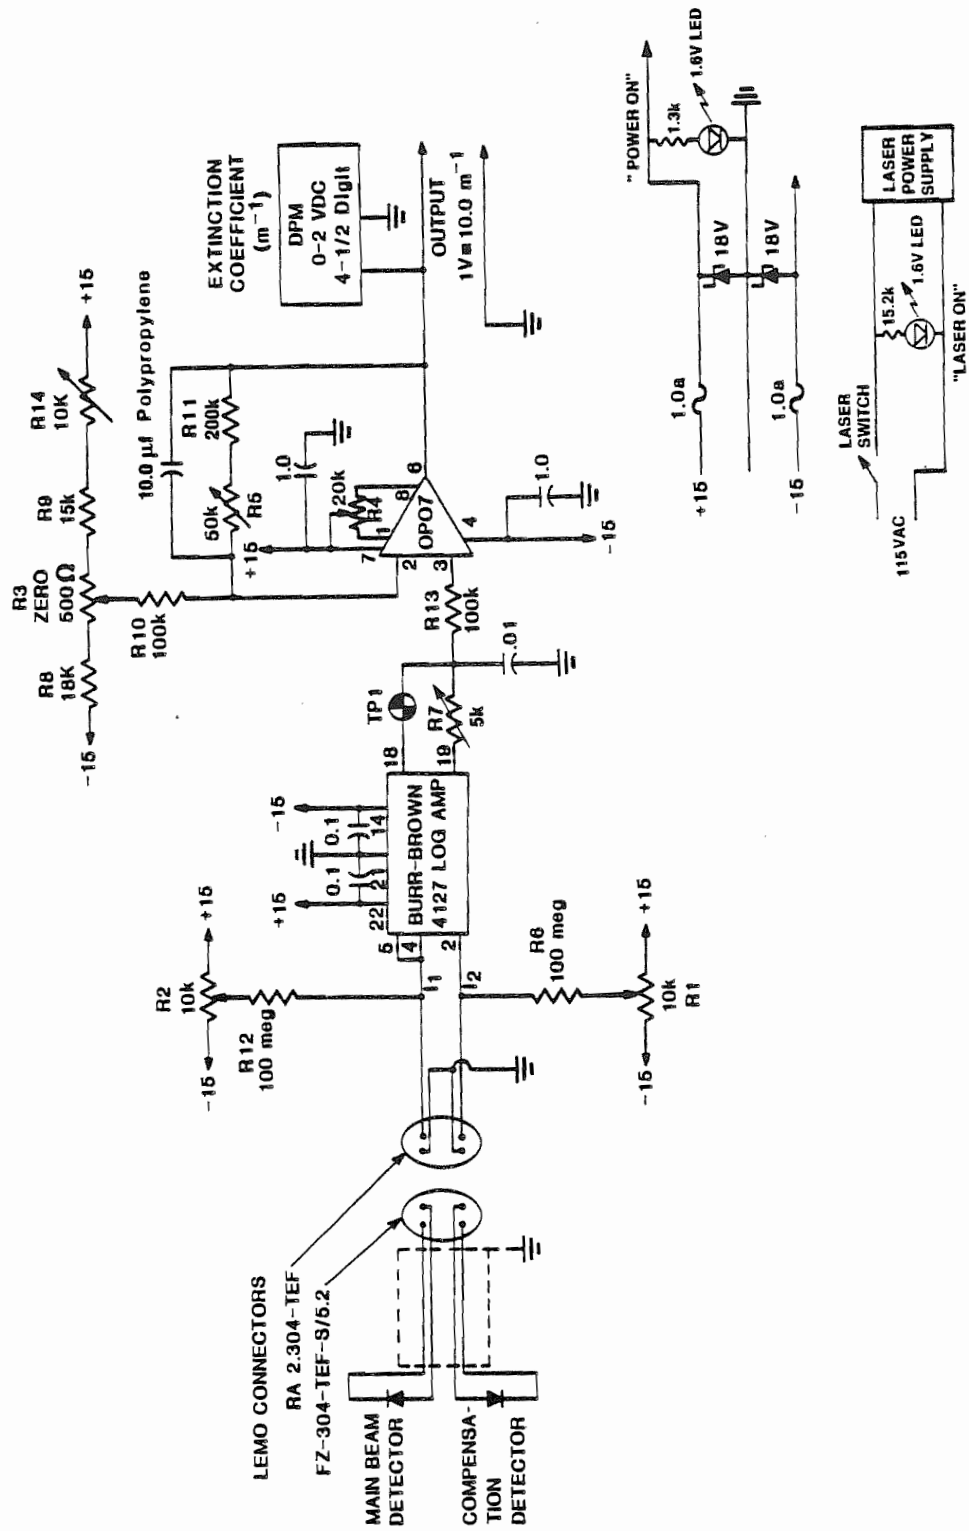 LEMO CONNECTORS
RA 2.304-TEF
FZ-304-TEF-S/5.2
MAIN BEAM
DETECTOR
COMPENSA-
TION
DETECTOR
-15
R2
10k
+15
R12
100 meg
I1
I2
R6
100 meg
-15
10k
R1
+15
+15
-15
0.1
0.1
22
21
14
5
4
2
BURR-BROWN
4127 LOG AMP
18
19
TP1
R7
5k
.01
R13
100k
-15
R8
18K
R3
ZERO
500Ω
R9
15k
R14
10K
+15
R10
100k
10.0 µf Polypropylene
50k
R5
R11
200k
+15
1.0
20k
R4
7
1
8
2
3
6
4
OPO7
1.0
-15
EXTINCTION
COEFFICIENT
(m-1)
DPM
0-2 VDC
4-1/2 Digit
OUTPUT
1V=10.0 m-1
+15
-15
1.0a
1.0a
18V
18V
"POWER ON"
1.3k
1.6V LED
115VAC
LASER
SWITCH
15.2k
1.6V LED
"LASER ON"
LASER
POWER
SUPPLY